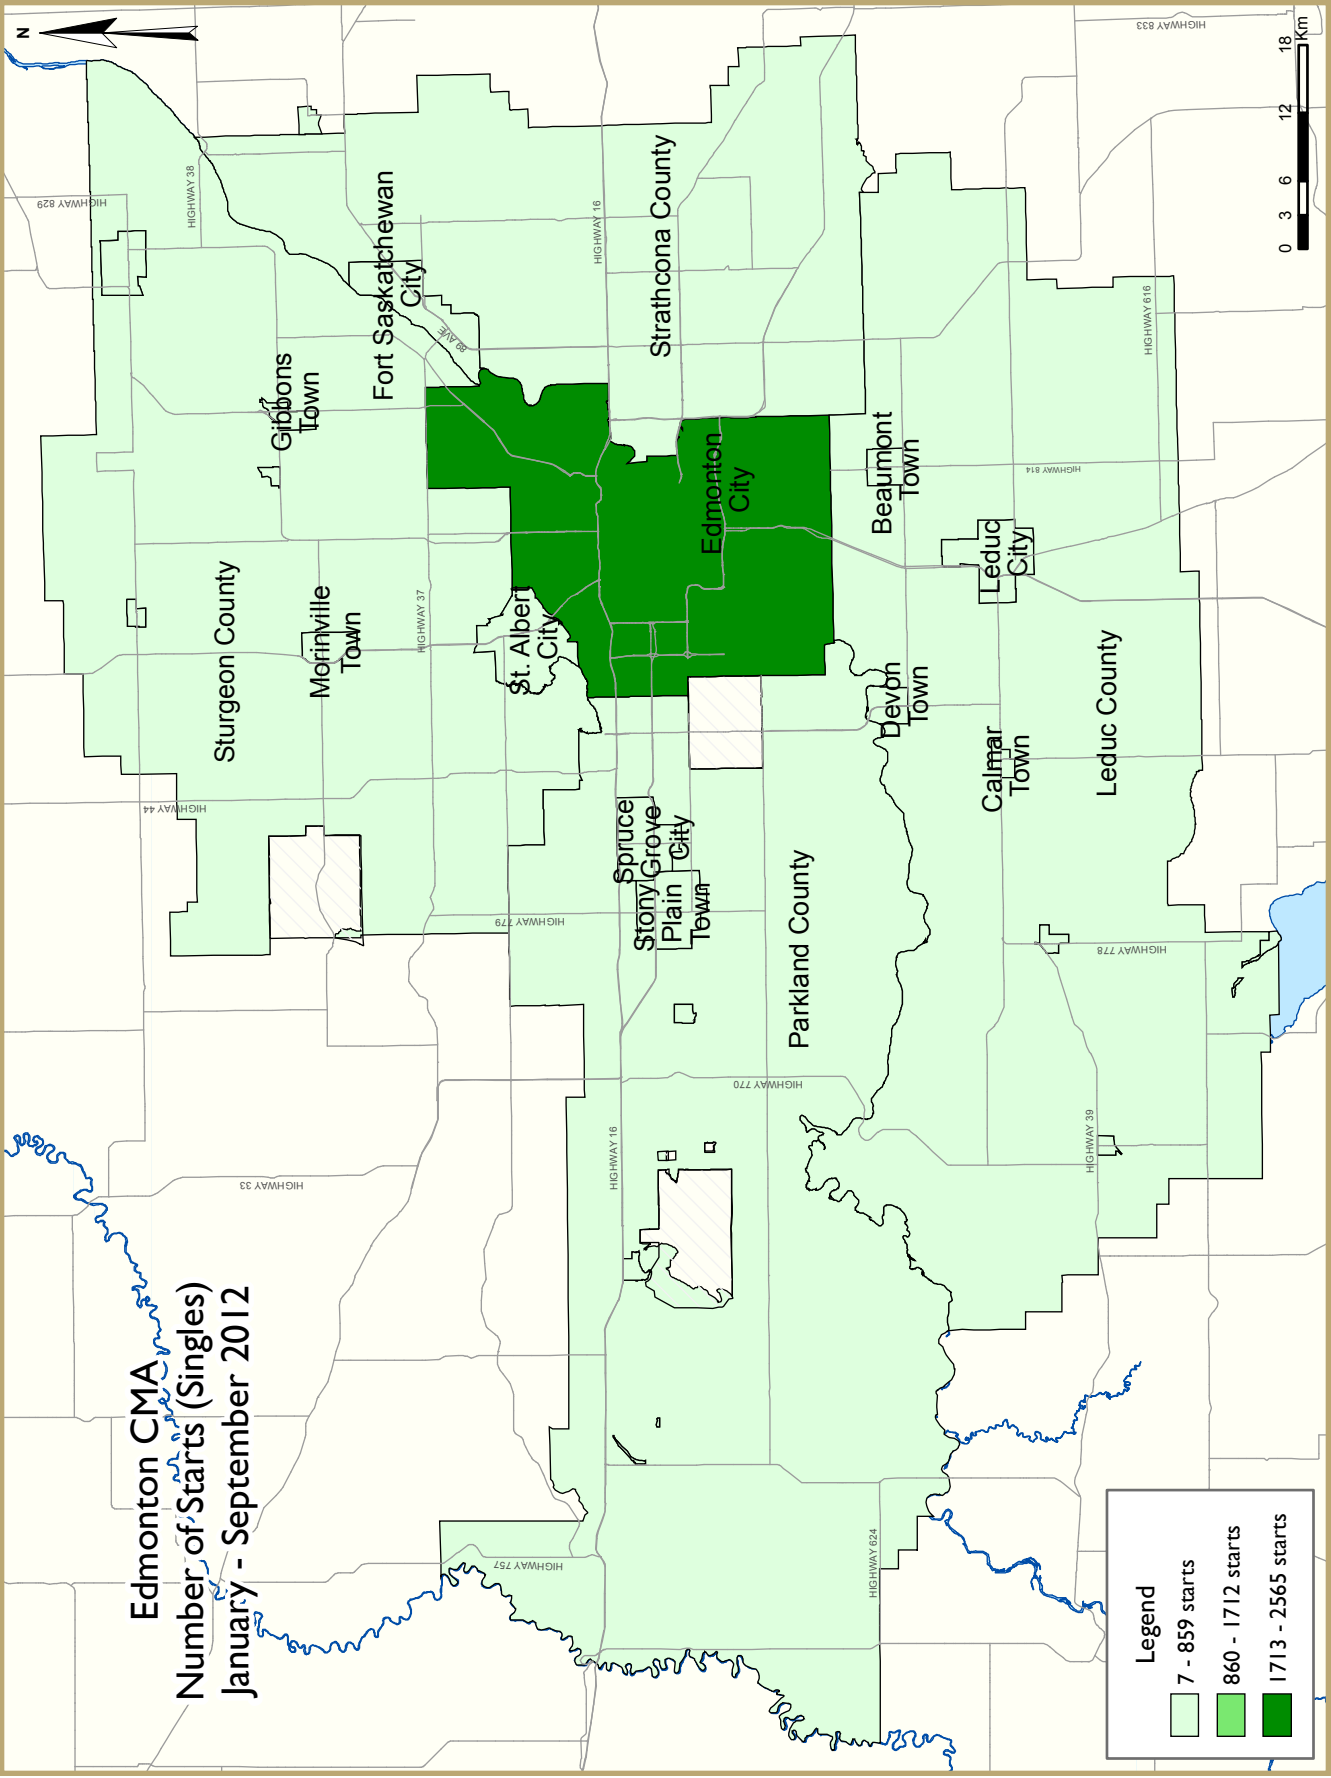 Edmonton CMA
Number of Starts (Singles)
January - September 2012
N
HIGHWAY 829
HIGHWAY 38
HIGHWAY 833
HIGHWAY 44
HIGHWAY 33
HIGHWAY 37
HIGHWAY 779
HIGHWAY 757
HIGHWAY 16
HIGHWAY 16
HIGHWAY 770
HIGHWAY 624
HIGHWAY 39
HIGHWAY 778
HIGHWAY 814
HIGHWAY 616
89 AVE
Sturgeon County
Gibbons
Town
Morinville
Town
Fort Saskatchewan
City
St. Albert
City
Strathcona County
Edmonton
City
Spruce
Grove
City
Stony
Plain
Town
Parkland County
Beaumont
Town
Devon
Town
Leduc
City
Calmar
Town
Leduc County
Legend
7 - 859 starts
860 - 1712 starts
1713 - 2565 starts
0 3 6 12 18
Km